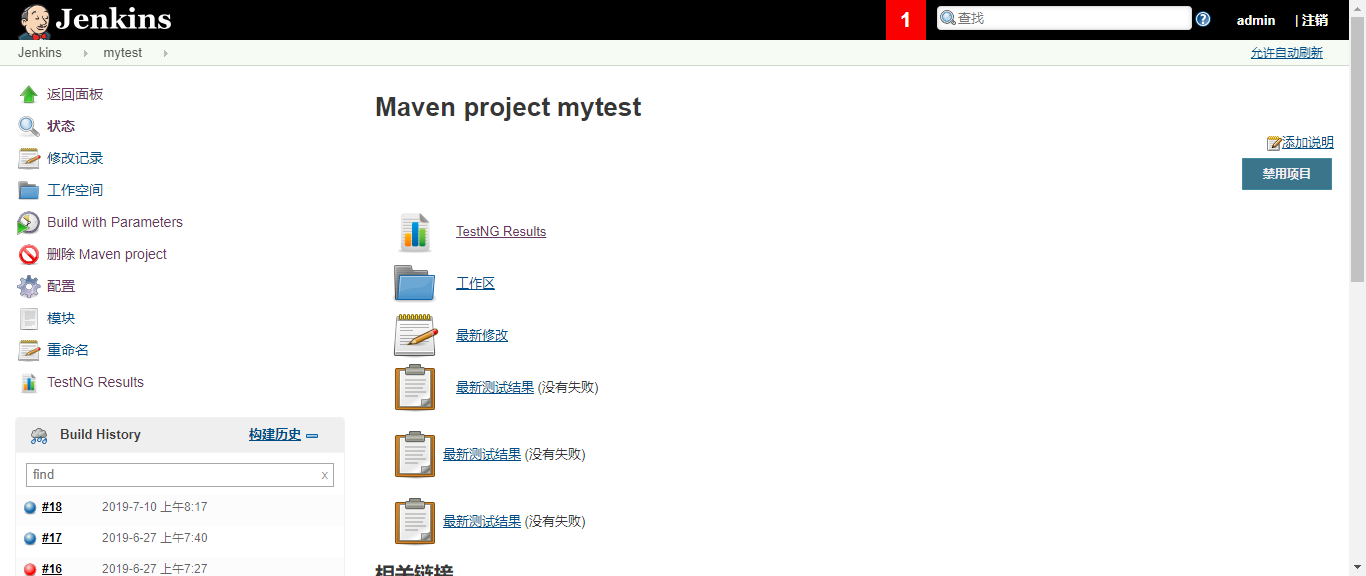 Jenkins
1
查找
admin
| 注销
Jenkins
mytest
允许自动刷新
返回面板
状态
修改记录
工作空间
Build with Parameters
删除 Maven project
配置
模块
重命名
TestNG Results
Build History
构建历史
find
x
#18 2019-7-10 上午8:17
#17 2019-6-27 上午7:40
#16 2019-6-27 上午7:27
Maven project mytest
添加说明
禁用项目
TestNG Results
工作区
最新修改
最新测试结果 (没有失败)
最新测试结果 (没有失败)
最新测试结果 (没有失败)
相关链接